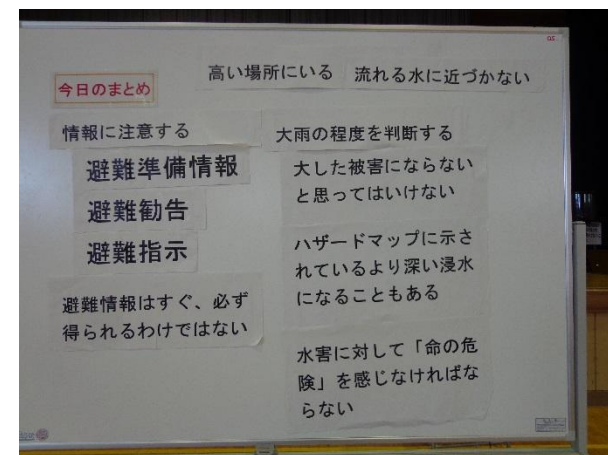 今日のまとめ
高い場所にいる
流れる水に近づかない
情報に注意する
避難準備情報
避難勧告
避難指示
避難情報はすぐ、必ず
得られるわけではない
大雨の程度を判断する
大した被害にならない
と思ってはいけない
ハザードマップに示さ
れているより深い浸水
になることもある
水害に対して「命の危
険」を感じなければな
らない